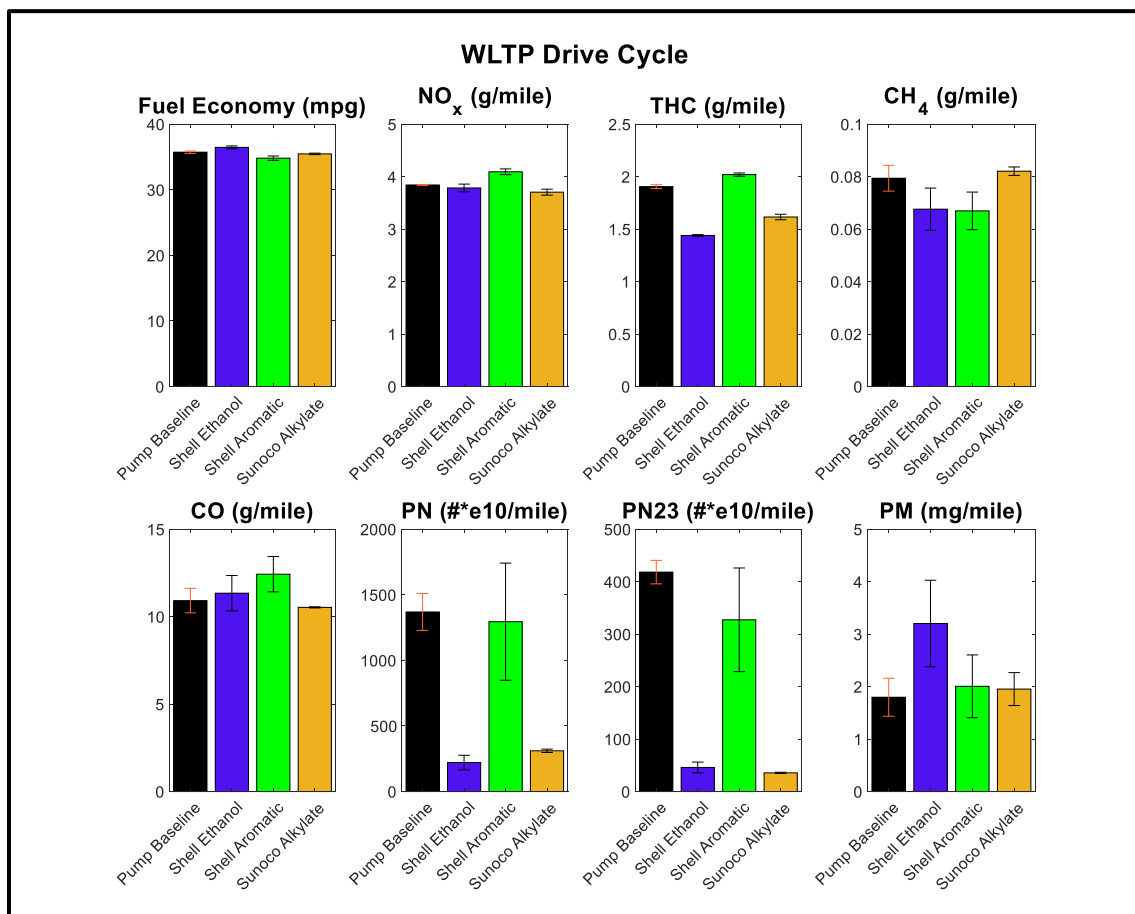 WLTP Drive Cycle
Fuel Economy (mpg)
40
30
20
10
0
Pump Baseline
Shell Ethanol
Shell Aromatic
Sunoco Alkylate
NOx (g/mile)
5
4
3
2
1
0
Pump Baseline
Shell Ethanol
Shell Aromatic
Sunoco Alkylate
THC (g/mile)
2.5
2
1.5
1
0.5
0
Pump Baseline
Shell Ethanol
Shell Aromatic
Sunoco Alkylate
CH4 (g/mile)
0.1
0.08
0.06
0.04
0.02
0
Pump Baseline
Shell Ethanol
Shell Aromatic
Sunoco Alkylate
CO (g/mile)
15
10
5
0
Pump Baseline
Shell Ethanol
Shell Aromatic
Sunoco Alkylate
PN (#*e10/mile)
2000
1500
1000
500
0
Pump Baseline
Shell Ethanol
Shell Aromatic
Sunoco Alkylate
PN23 (#*e10/mile)
500
400
300
200
100
0
Pump Baseline
Shell Ethanol
Shell Aromatic
Sunoco Alkylate
PM (mg/mile)
5
4
3
2
1
0
Pump Baseline
Shell Ethanol
Shell Aromatic
Sunoco Alkylate